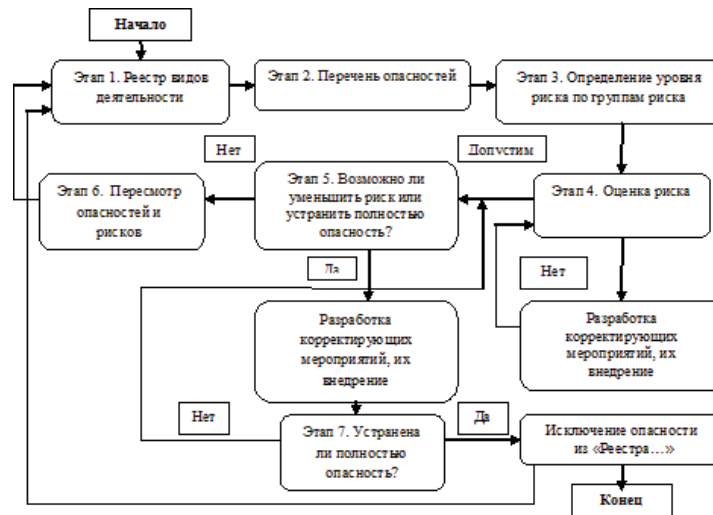 Начало
Этап 1. Реестр видов
деятельности
Этап 2. Перечень опасностей
Этап 3. Определение уровня
риска по группам риска
Нет
Допустим
Этап 6. Пересмотр
опасностей и
рисков
Этап 5. Возможно ли
уменьшить риск или
устранить полностью
опасность?
Этап 4. Оценка риска
Да
Нет
Разработка
корректирующих
мероприятий, их
внедрение
Разработка
корректирующих
мероприятий, их
внедрение
Нет
Этап 7. Устранена
ли полностью
опасность?
Да
Исключение опасности
из «Реестра…»
Конец